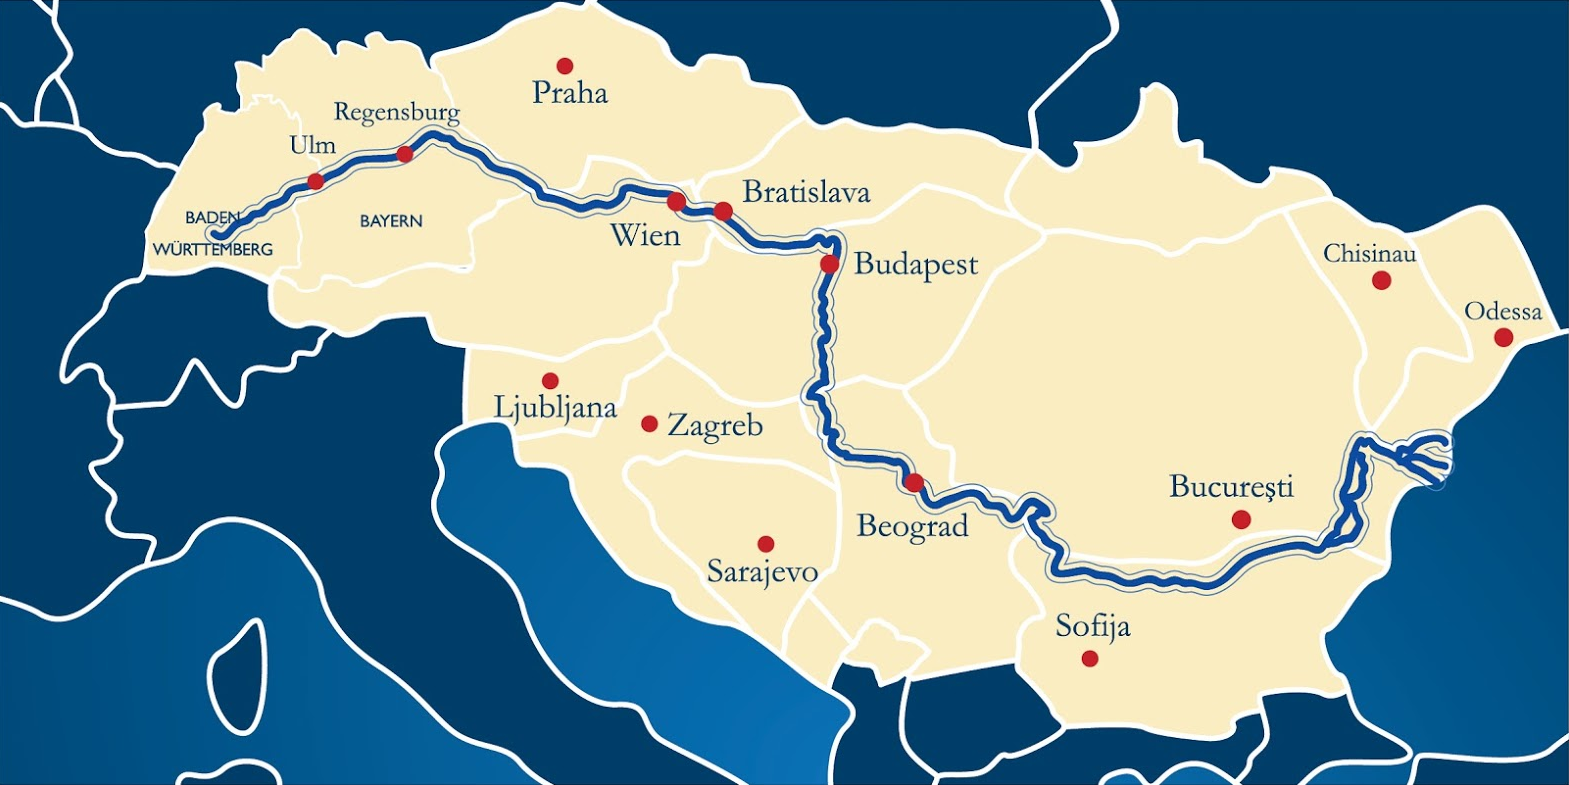 Praha
Regensburg
Ulm
Bratislava
BADEN
WÜRTTEMBERG
BAYERN
Wien
Budapest
Chisinau
Odessa
Ljubljana
Zagreb
Bucureşti
Beograd
Sarajevo
Sofija